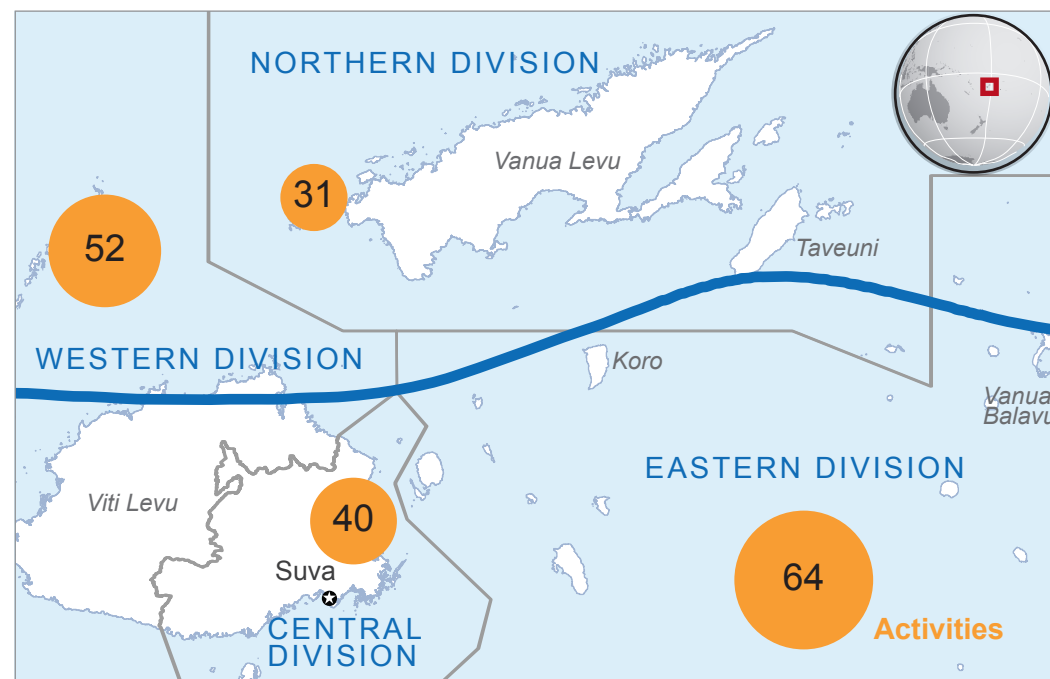 NORTHERN DIVISION
Vanua Levu
31
52
Taveuni
WESTERN DIVISION
Koro
Vanua
Balavu
EASTERN DIVISION
Viti Levu
40
64
Suva
Activities
CENTRAL
DIVISION